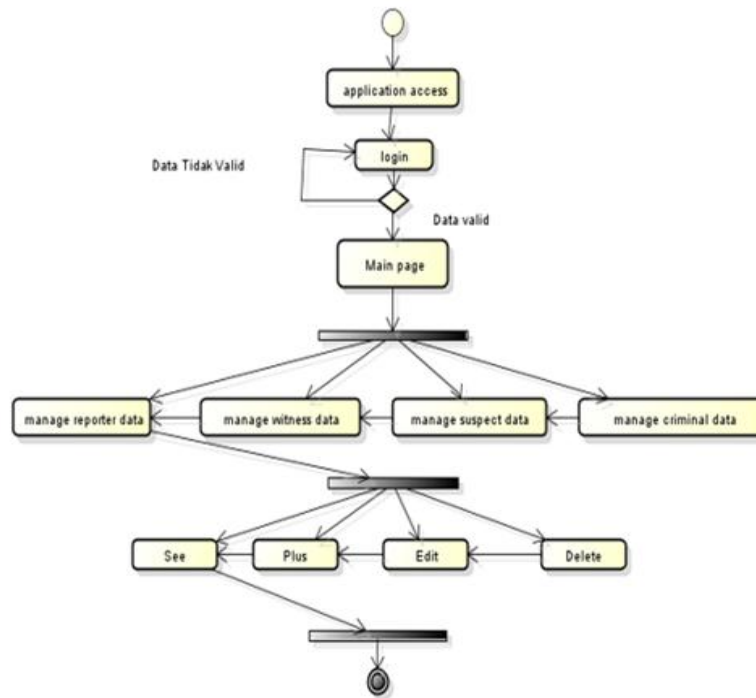 application access
login
Data Tidak Valid
Data valid
Main page
manage reporter data
manage witness data
manage suspect data
manage criminal data
See
Plus
Edit
Delete